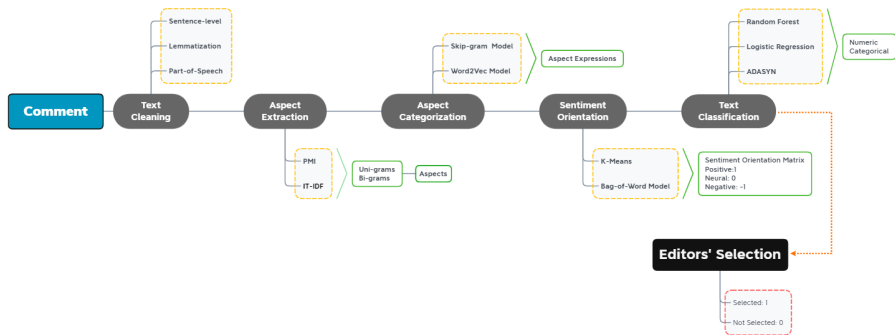 Comment
Text
Cleaning
Sentence-level
Lemmatization
Part-of-Speech
Aspect
Extraction
PMI
IT-IDF
Uni-grams
Bi-grams
Aspects
Aspect
Categorization
Skip-gram Model
Word2Vec Model
Aspect Expressions
Sentiment
Orientation
K-Means
Bag-of-Word Model
Sentiment Orientation Matrix
Positive:1
Neural: 0
Negative: -1
Text
Classification
Random Forest
Logistic Regression
ADASYN
Numeric
Categorical
Editors' Selection
Selected: 1
Not Selected: 0